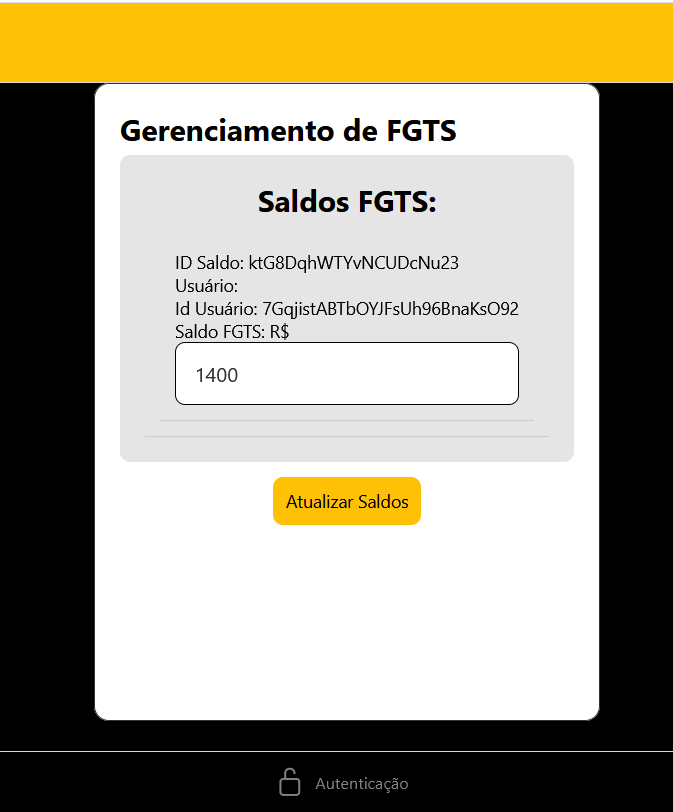 Gerenciamento de FGTS
Saldos FGTS:
ID Saldo: ktG8DqhWTYvNCUDcNu23
Usuário:
Id Usuário: 7GqjistABTbOYJFsUh96BnaKsO92
Saldo FGTS: R$
1400
Atualizar Saldos
Autenticação